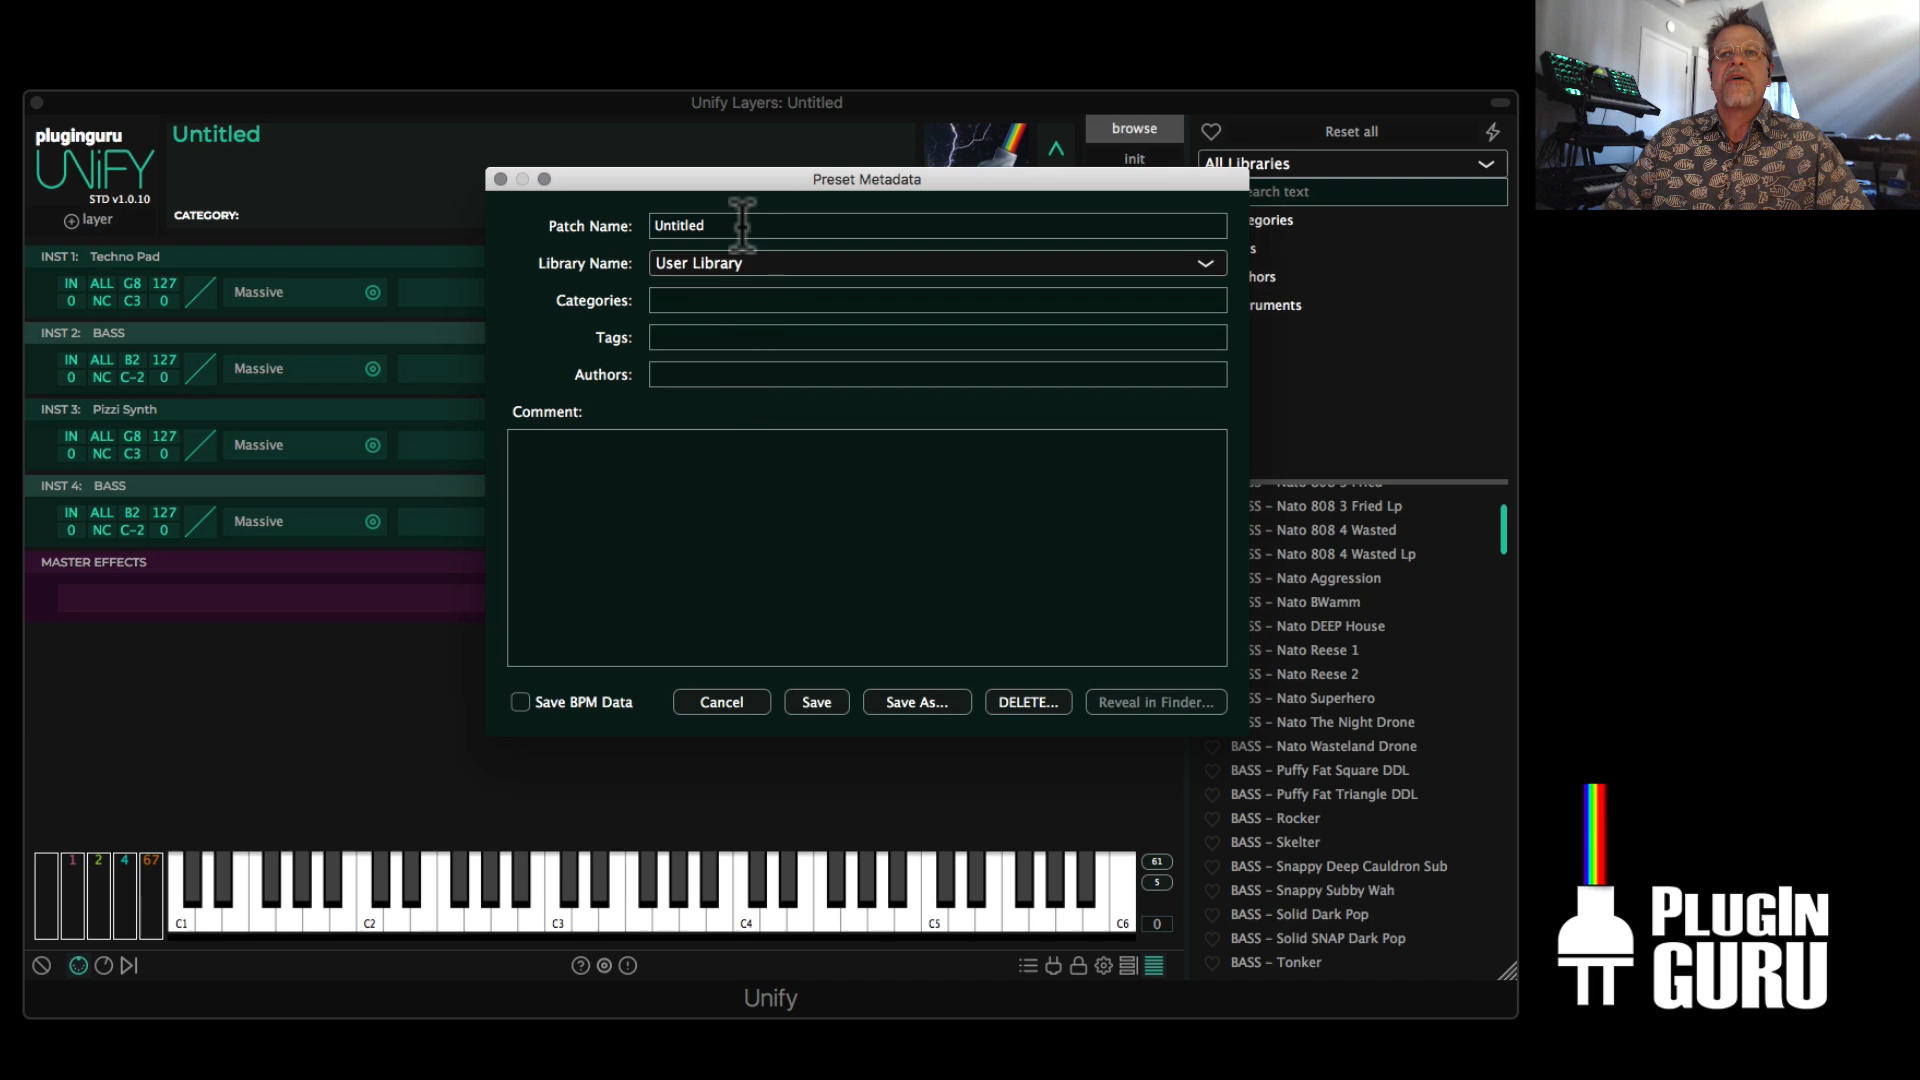 Unify Layers: Untitled
pluginguru
UNIFY
STD v1.0.10
layer
Untitled
CATEGORY:
browse
init
Reset all
All Libraries
earch text
egories
s
hors
ruments
INST 1: Techno Pad
IN ALL G8 127
0 NC C3 0
Massive
INST 2: BASS
IN ALL B2 127
0 NC C-2 0
Massive
INST 3: Pizzi Synth
IN ALL G8 127
0 NC C3 0
Massive
INST 4: BASS
IN ALL B2 127
0 NC C-2 0
Massive
MASTER EFFECTS
Preset Metadata
Patch Name: Untitled
Library Name: User Library
Categories:
Tags:
Authors:
Comment:
Save BPM Data
Cancel
Save
Save As...
DELETE...
Reveal in Finder...
SS - Nato 808 3 Fried Lp
SS - Nato 808 4 Wasted
SS - Nato 808 4 Wasted Lp
SS - Nato Aggression
SS - Nato BWamm
SS - Nato DEEP House
SS - Nato Reese 1
SS - Nato Reese 2
SS - Nato Superhero
SS - Nato The Night Drone
BASS - Nato Wasteland Drone
BASS - Puffy Fat Square DDL
BASS - Puffy Fat Triangle DDL
BASS - Rocker
BASS - Skelter
BASS - Snappy Deep Cauldron Sub
BASS - Snappy Subby Wah
BASS - Solid Dark Pop
BASS - Solid SNAP Dark Pop
BASS - Tonker
1 2 4 67
C1 C2 C3 C4 C5 C6
61
5
0
Unify
PLUGIN
GURU